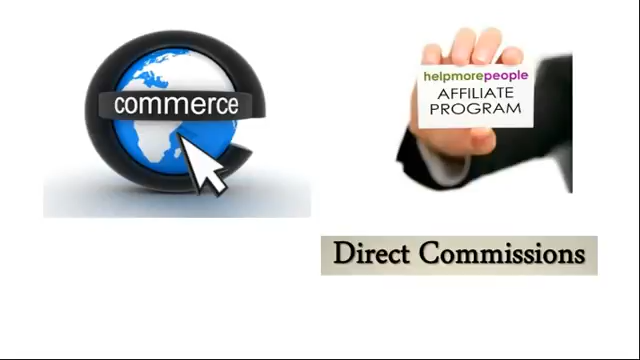 commerce
helpmorepeople
AFFILIATE
PROGRAM
Direct Commissions